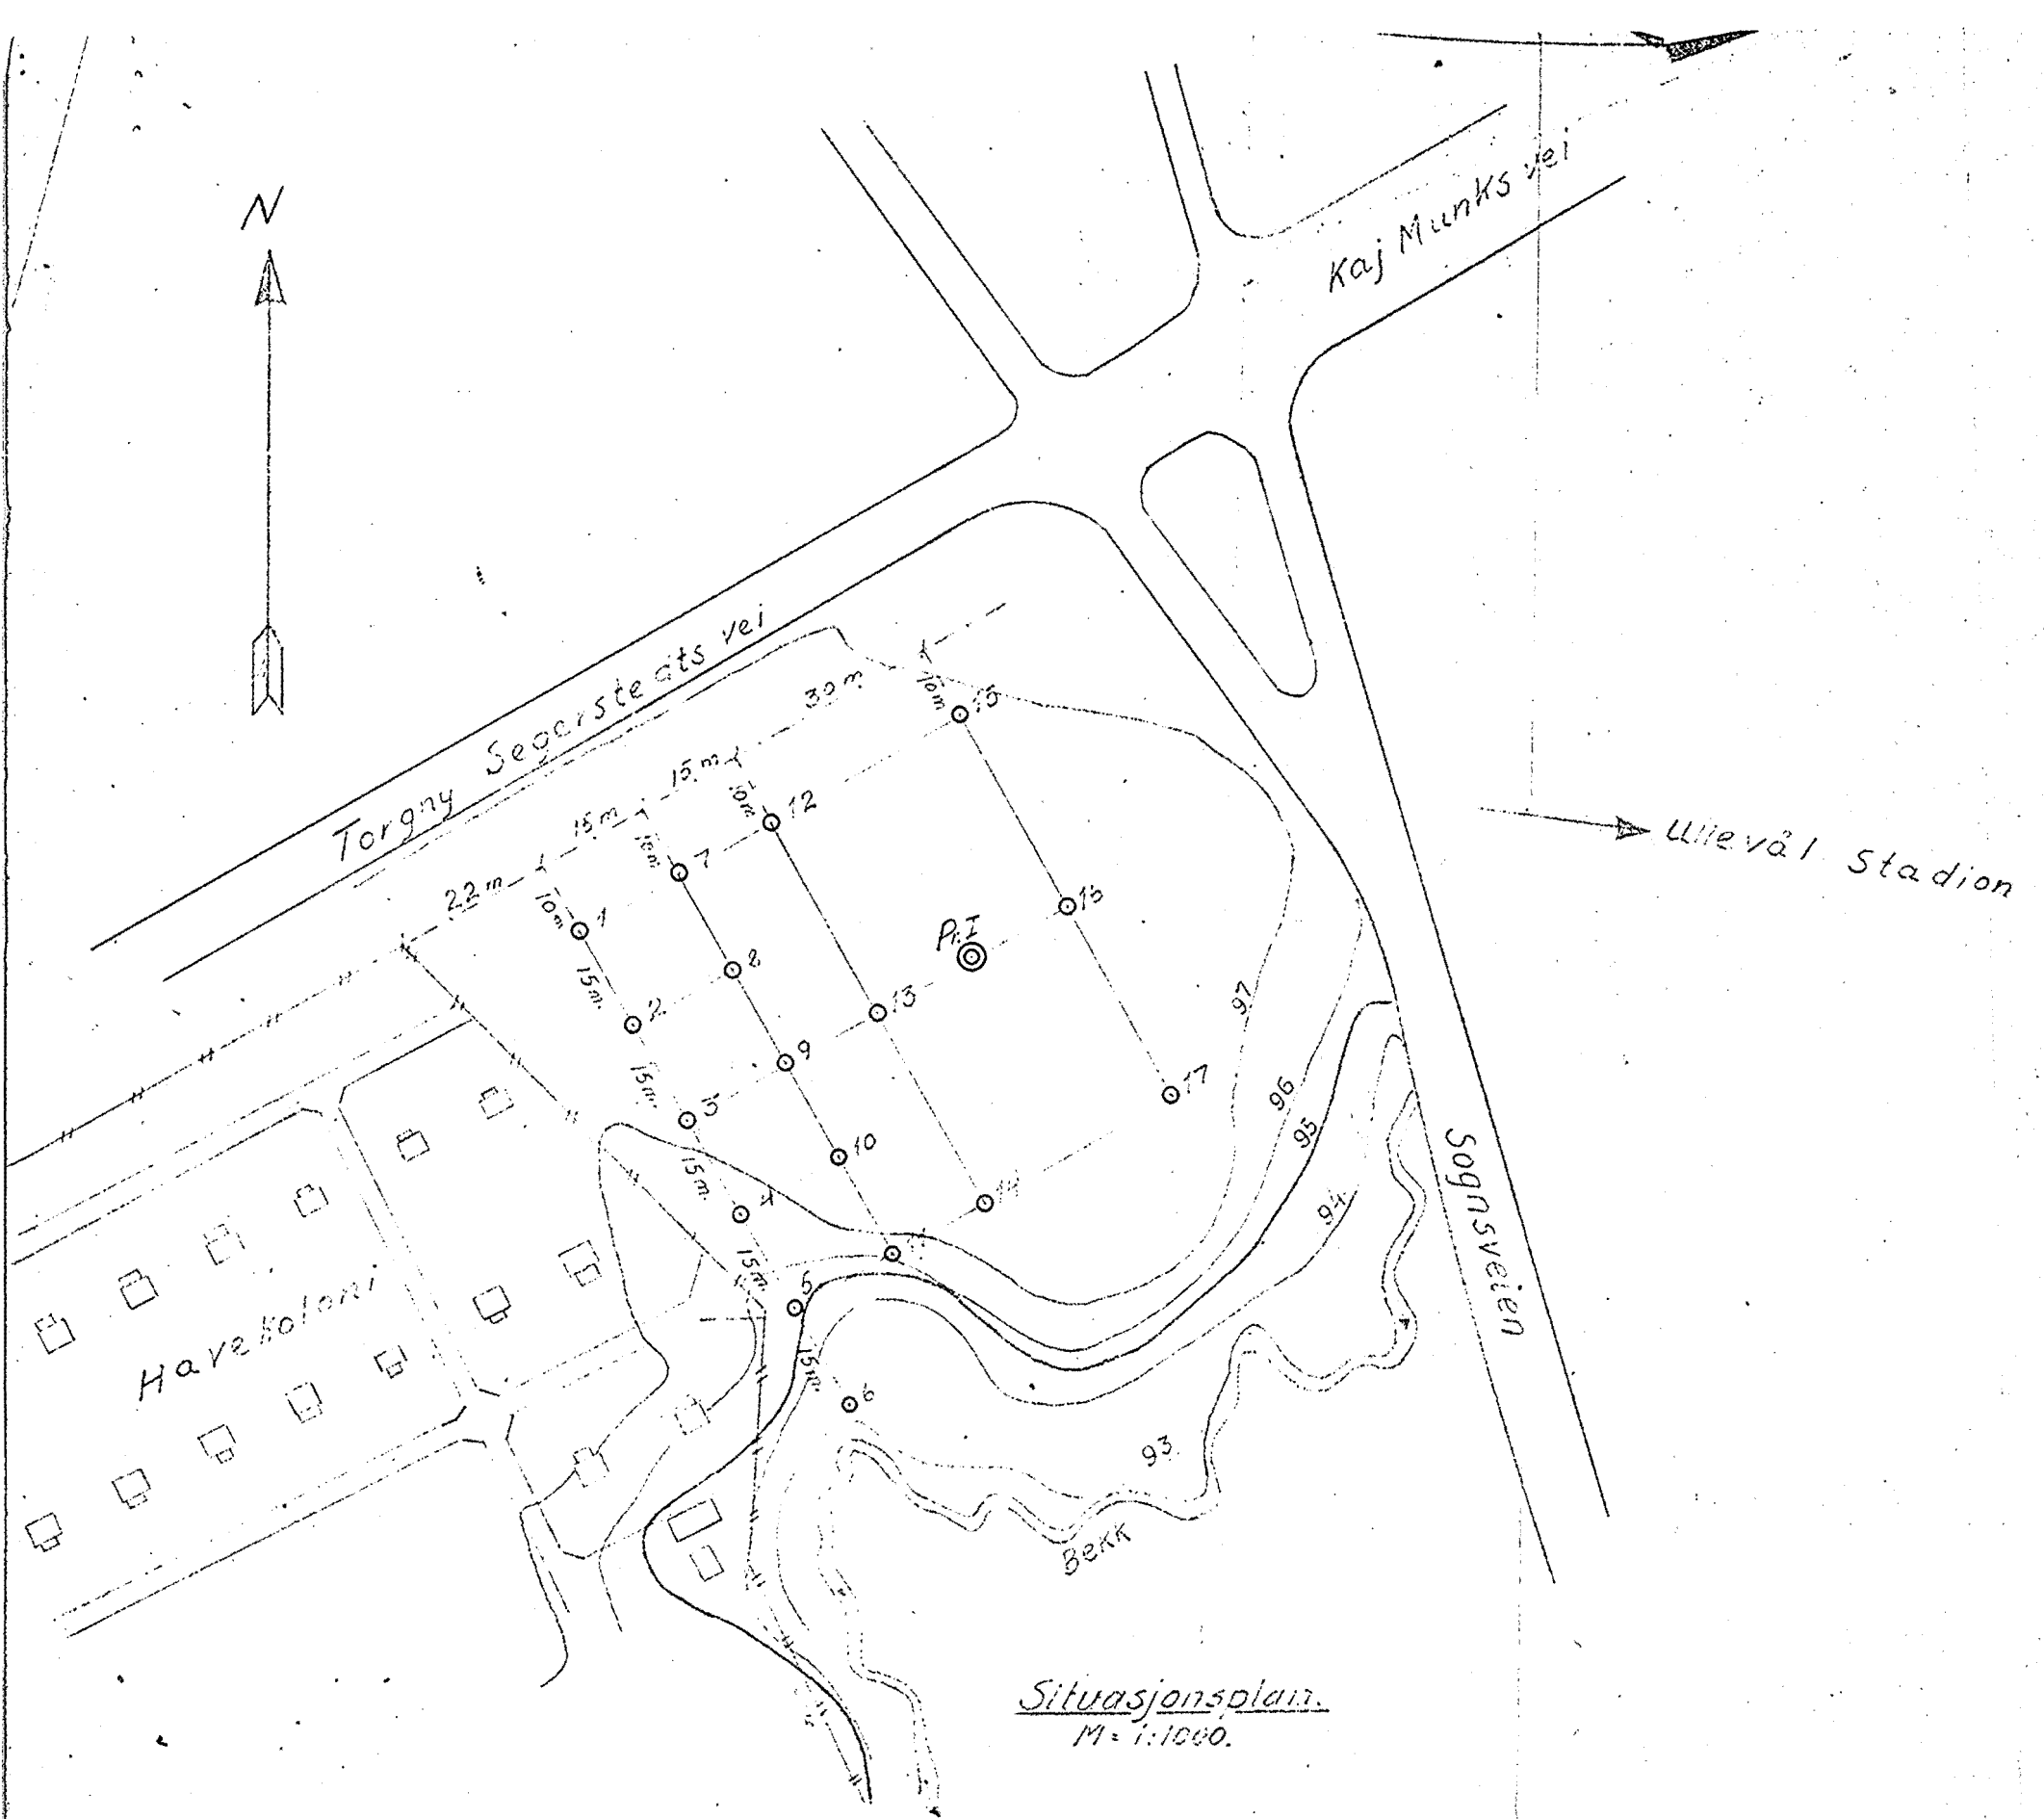 N
Kaj Munks vei
Torgny Segerstedts vei
30 m.
10m
15
15 m.
10m
12
15 m
10m
7
22 m
10m
1
Ullevål Stadion
15
Pr. I
8
15m.
2
13
97
9
15m.
3
17
96
95
10
15m.
4
14
94
Sognsveien
11
15m.
5
Havekoloni
15m.
6
93
Bekk
Situasjonsplan.
M = 1:1000.